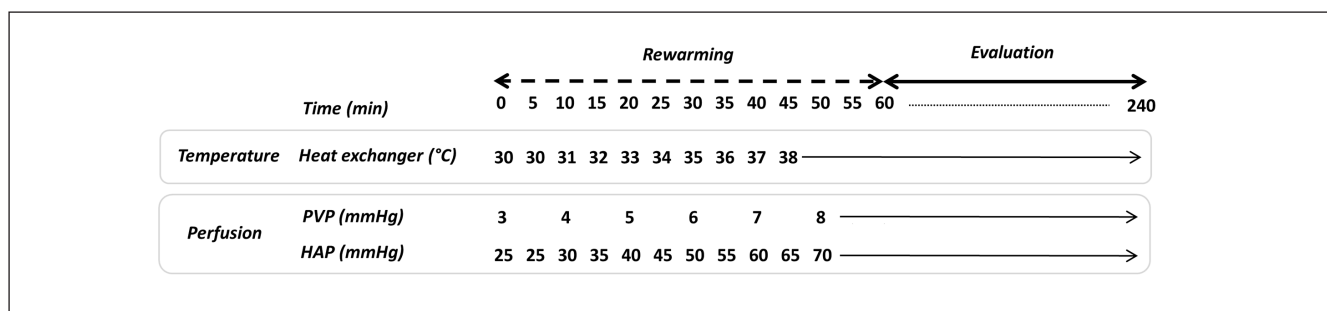 Rewarming Evaluation
Time (min) 0 5 10 15 20 25 30 35 40 45 50 55 60 240
Temperature Heat exchanger (°C) 30 30 31 32 33 34 35 36 37 38
PVP (mmHg) 3 4 5 6 7 8
Perfusion
HAP (mmHg) 25 25 30 35 40 45 50 55 60 65 70